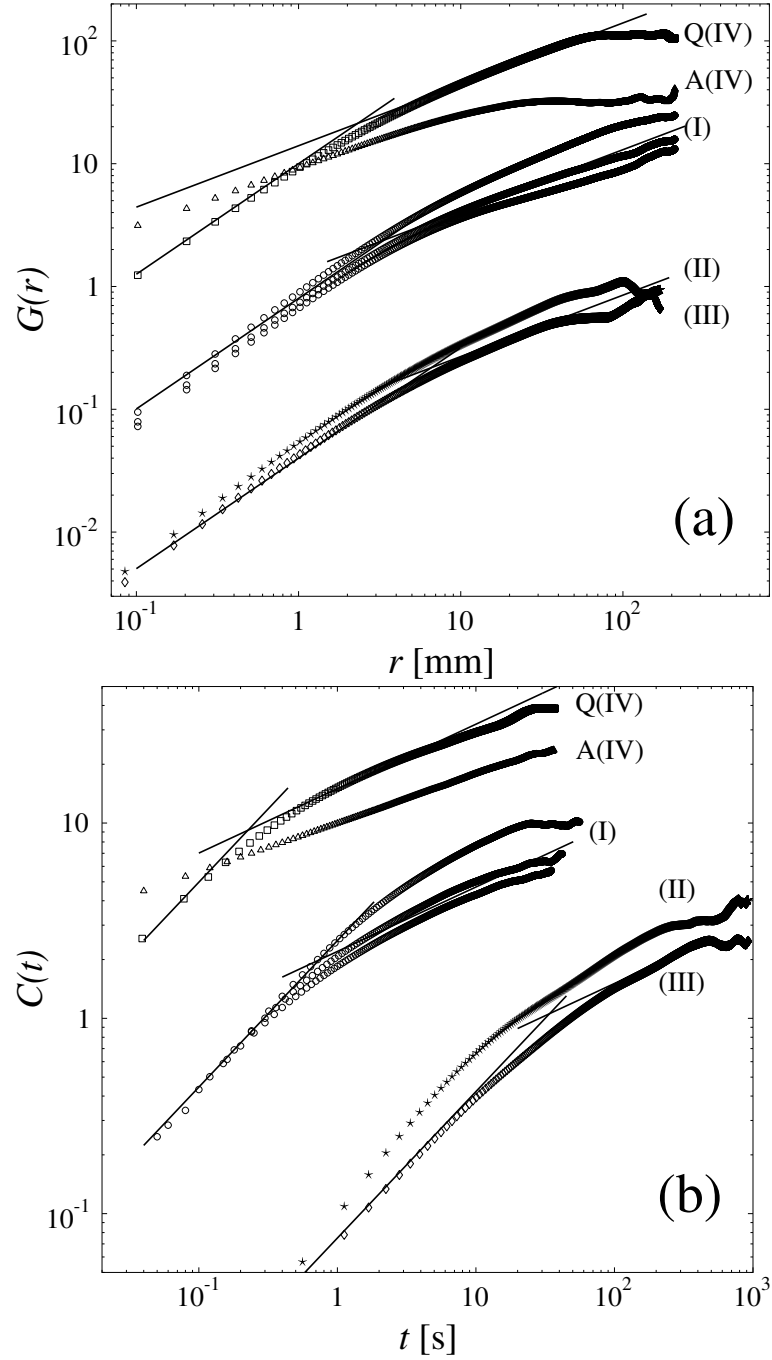 10^2
Q(IV)
A(IV)
(I)
10
1
(II)
(III)
G(r)
10^-1
10^-2
(a)
10^-1 1 10 10^2
r [mm]
Q(IV)
A(IV)
10
(I)
(II)
C(t)
(III)
1
10^-1
(b)
10^-1 1 10 10^2 10^3
t [s]